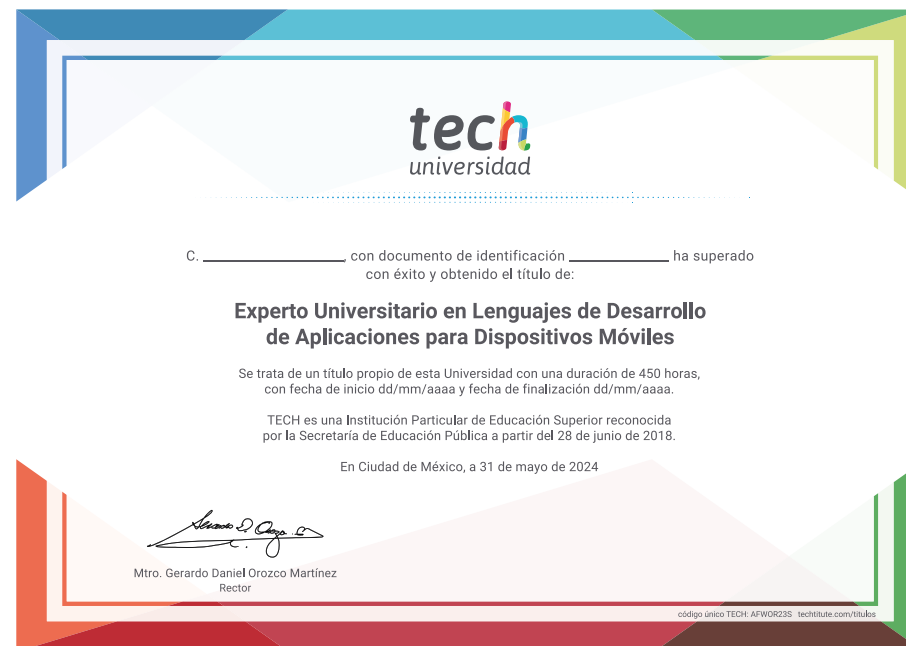 tech
universidad
C. ____________, con documento de identificación ____________ ha superado
con éxito y obtenido el título de:
Experto Universitario en Lenguajes de Desarrollo
de Aplicaciones para Dispositivos Móviles
Se trata de un título propio de esta Universidad con una duración de 450 horas,
con fecha de inicio dd/mm/aaaa y fecha de finalización dd/mm/aaaa.
TECH es una Institución Particular de Educación Superior reconocida
por la Secretaría de Educación Pública a partir del 28 de junio de 2018.
En Ciudad de México, a 31 de mayo de 2024
Mtro. Gerardo Daniel Orozco Martínez
Rector
código único TECH: AFWOR23S techtitute.com/titulos